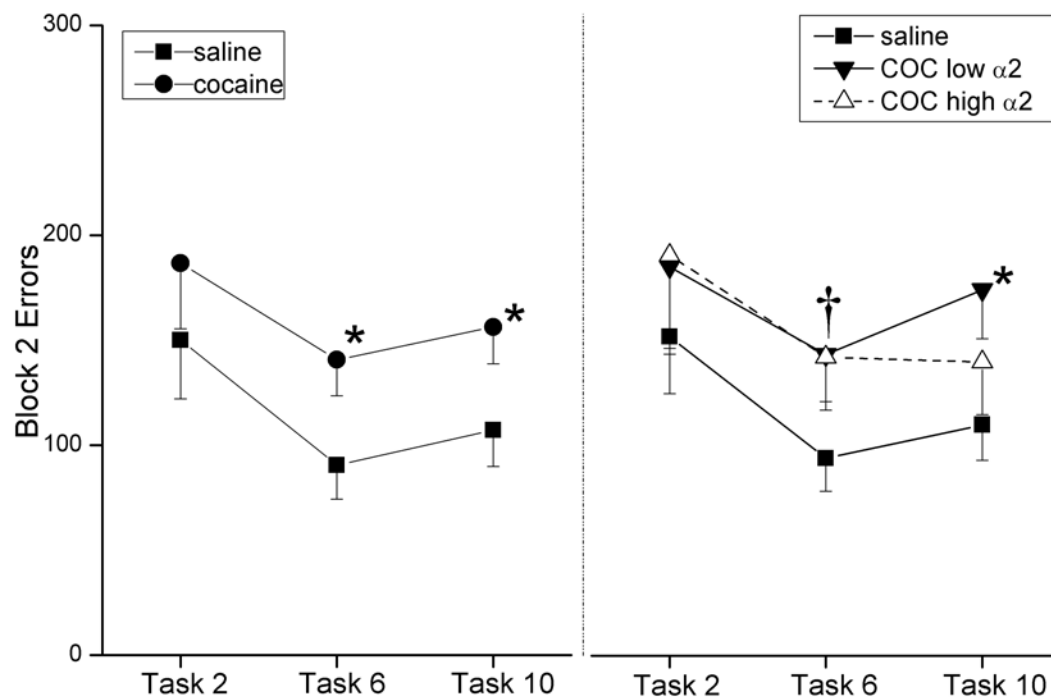 300
200
100
0
Block 2 Errors
saline
cocaine
*
*
Task 2
Task 6
Task 10
saline
COC low α2
COC high α2
†
*
Task 2
Task 6
Task 10